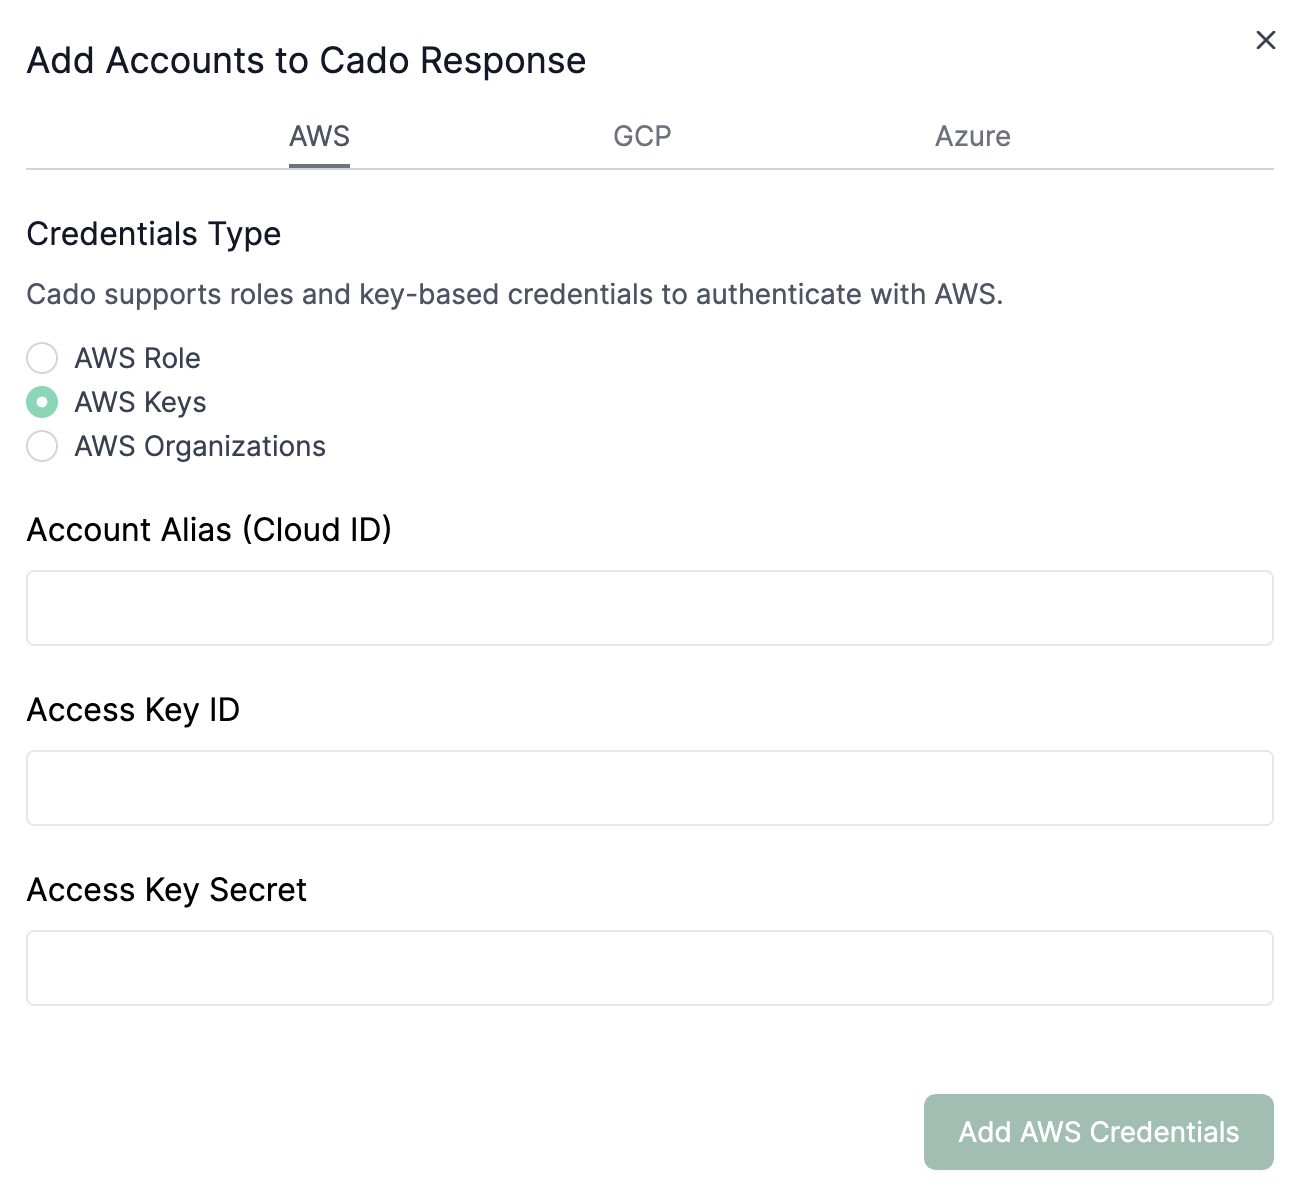 Add Accounts to Cado Response
AWS GCP Azure
Credentials Type
Cado supports roles and key-based credentials to authenticate with AWS.
AWS Role
AWS Keys
AWS Organizations
Account Alias (Cloud ID)
Access Key ID
Access Key Secret
Add AWS Credentials